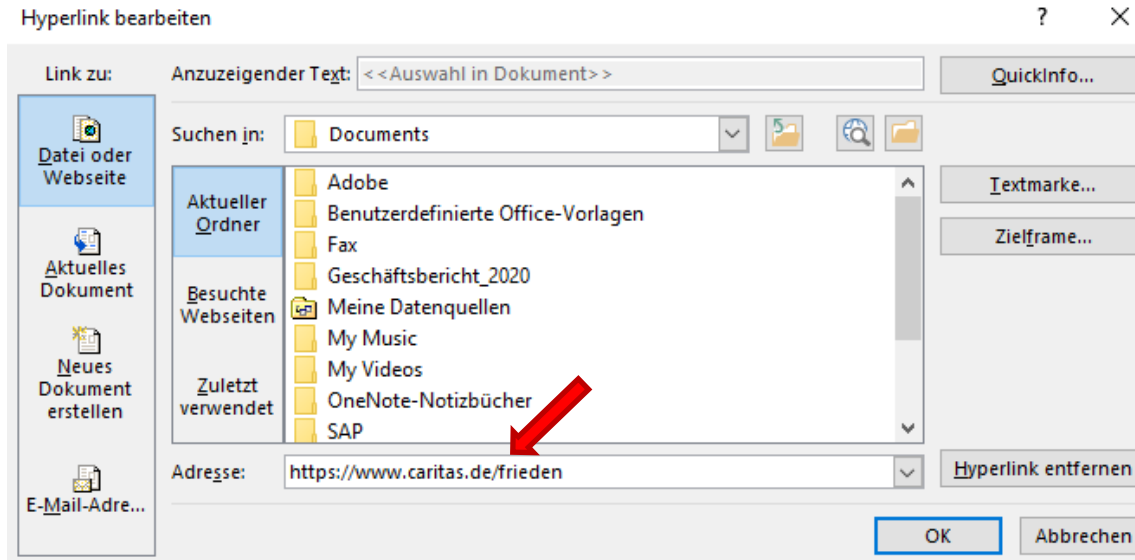 Hyperlink bearbeiten
?
Link zu:
Anzuzeigender Text: <<Auswahl in Dokument>>
QuickInfo...
Datei oder
Webseite
Suchen in:
Documents
Aktueller
Ordner
Adobe
Benutzerdefinierte Office-Vorlagen
Fax
Geschäftsbericht_2020
Meine Datenquellen
My Music
My Videos
OneNote-Notizbücher
SAP
Textmarke...
Zielframe...
Aktuelles
Dokument
Besuchte
Webseiten
Neues
Dokument
erstellen
Zuletzt
verwendet
E-Mail-Adre...
Adresse:
https://www.caritas.de/frieden
Hyperlink entfernen
OK
Abbrechen